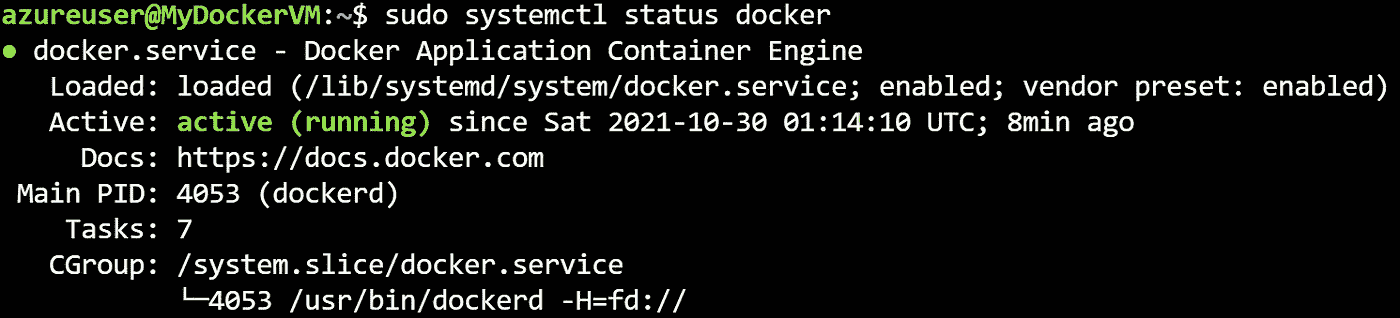 azureuser@MyDockerVM:~$ sudo systemctl status docker
● docker.service - Docker Application Container Engine
   Loaded: loaded (/lib/systemd/system/docker.service; enabled; vendor preset: enabled)
   Active: active (running) since Sat 2021-10-30 01:14:10 UTC; 8min ago
     Docs: https://docs.docker.com
 Main PID: 4053 (dockerd)
    Tasks: 7
   CGroup: /system.slice/docker.service
           └─4053 /usr/bin/dockerd -H=fd://